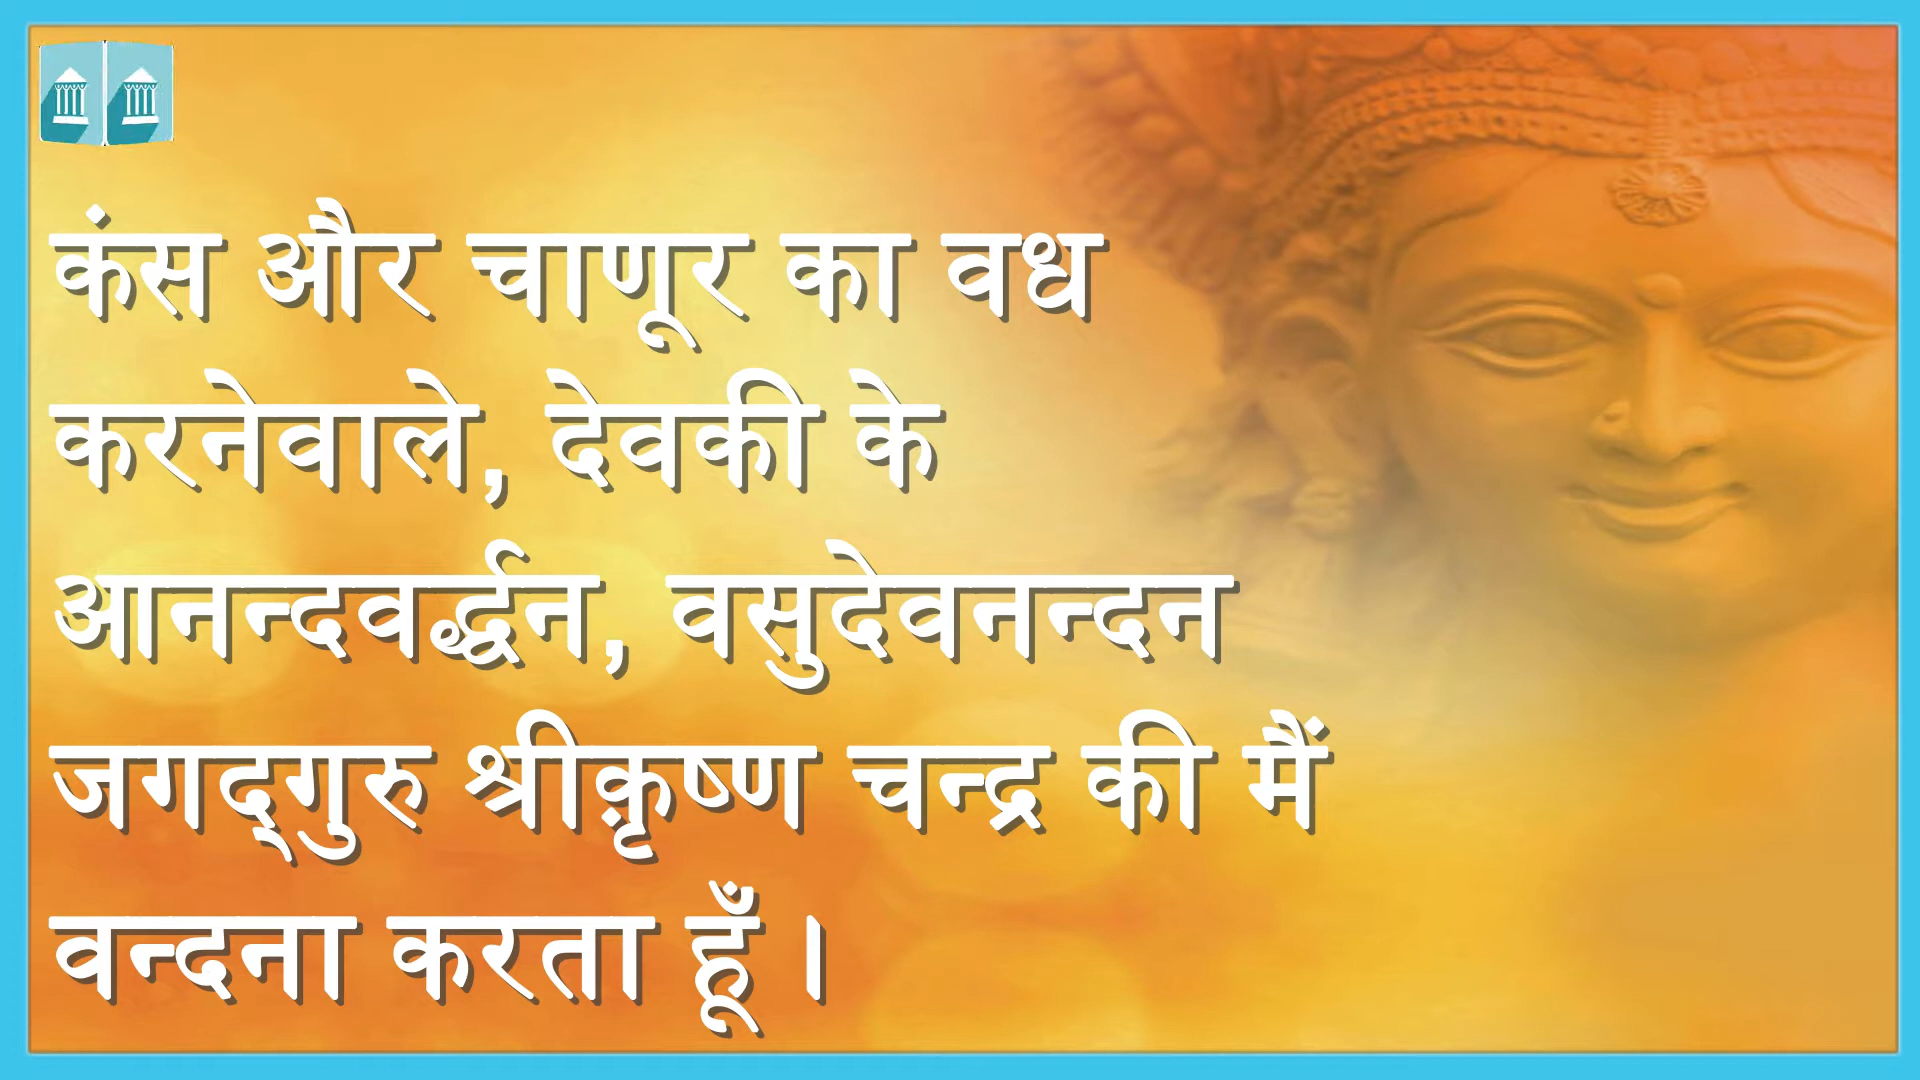 कंस और चाणूर का वध
करनेवाले, देवकी के
आनन्दवर्द्धन, वसुदेवनन्दन
जगद्‌गुरु श्रीक़ृष्ण चन्द्र की मैं
वन्दना करता हूँ ।